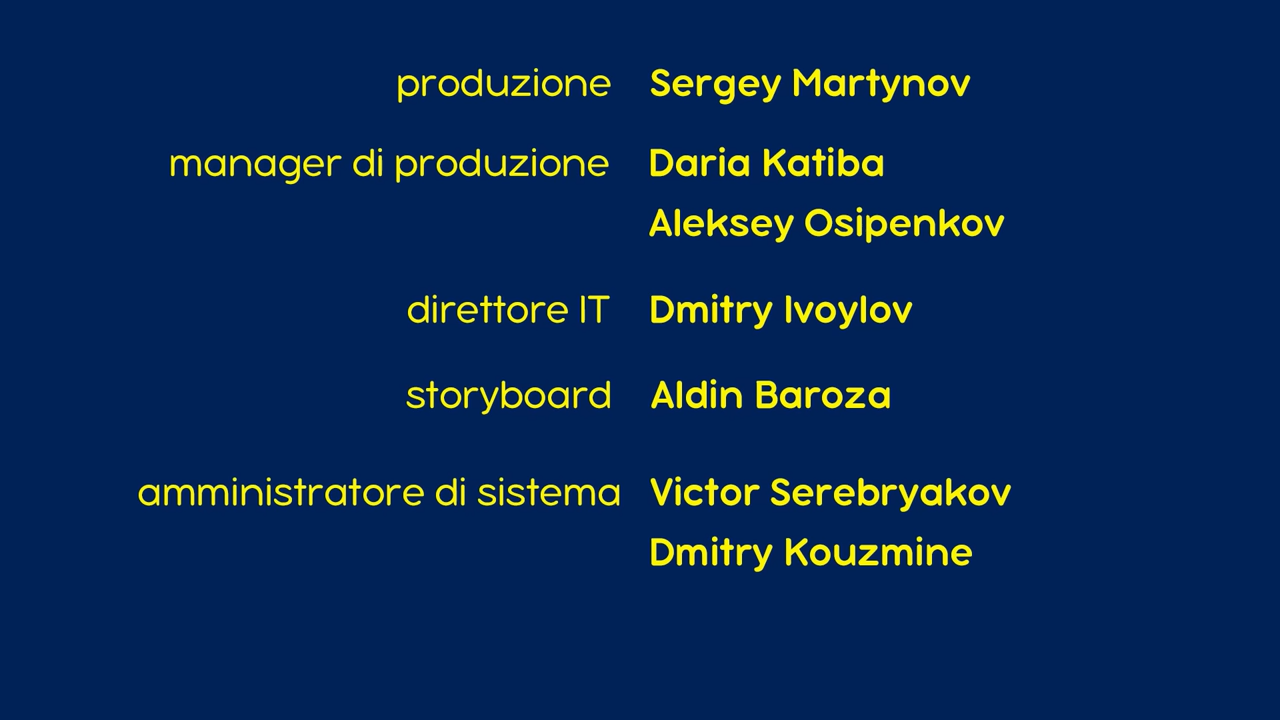 produzione Sergey Martynov
manager di produzione Daria Katiba
Aleksey Osipenkov
direttore IT Dmitry Ivoylov
storyboard Aldin Baroza
amministratore di sistema Victor Serebryakov
Dmitry Kouzmine